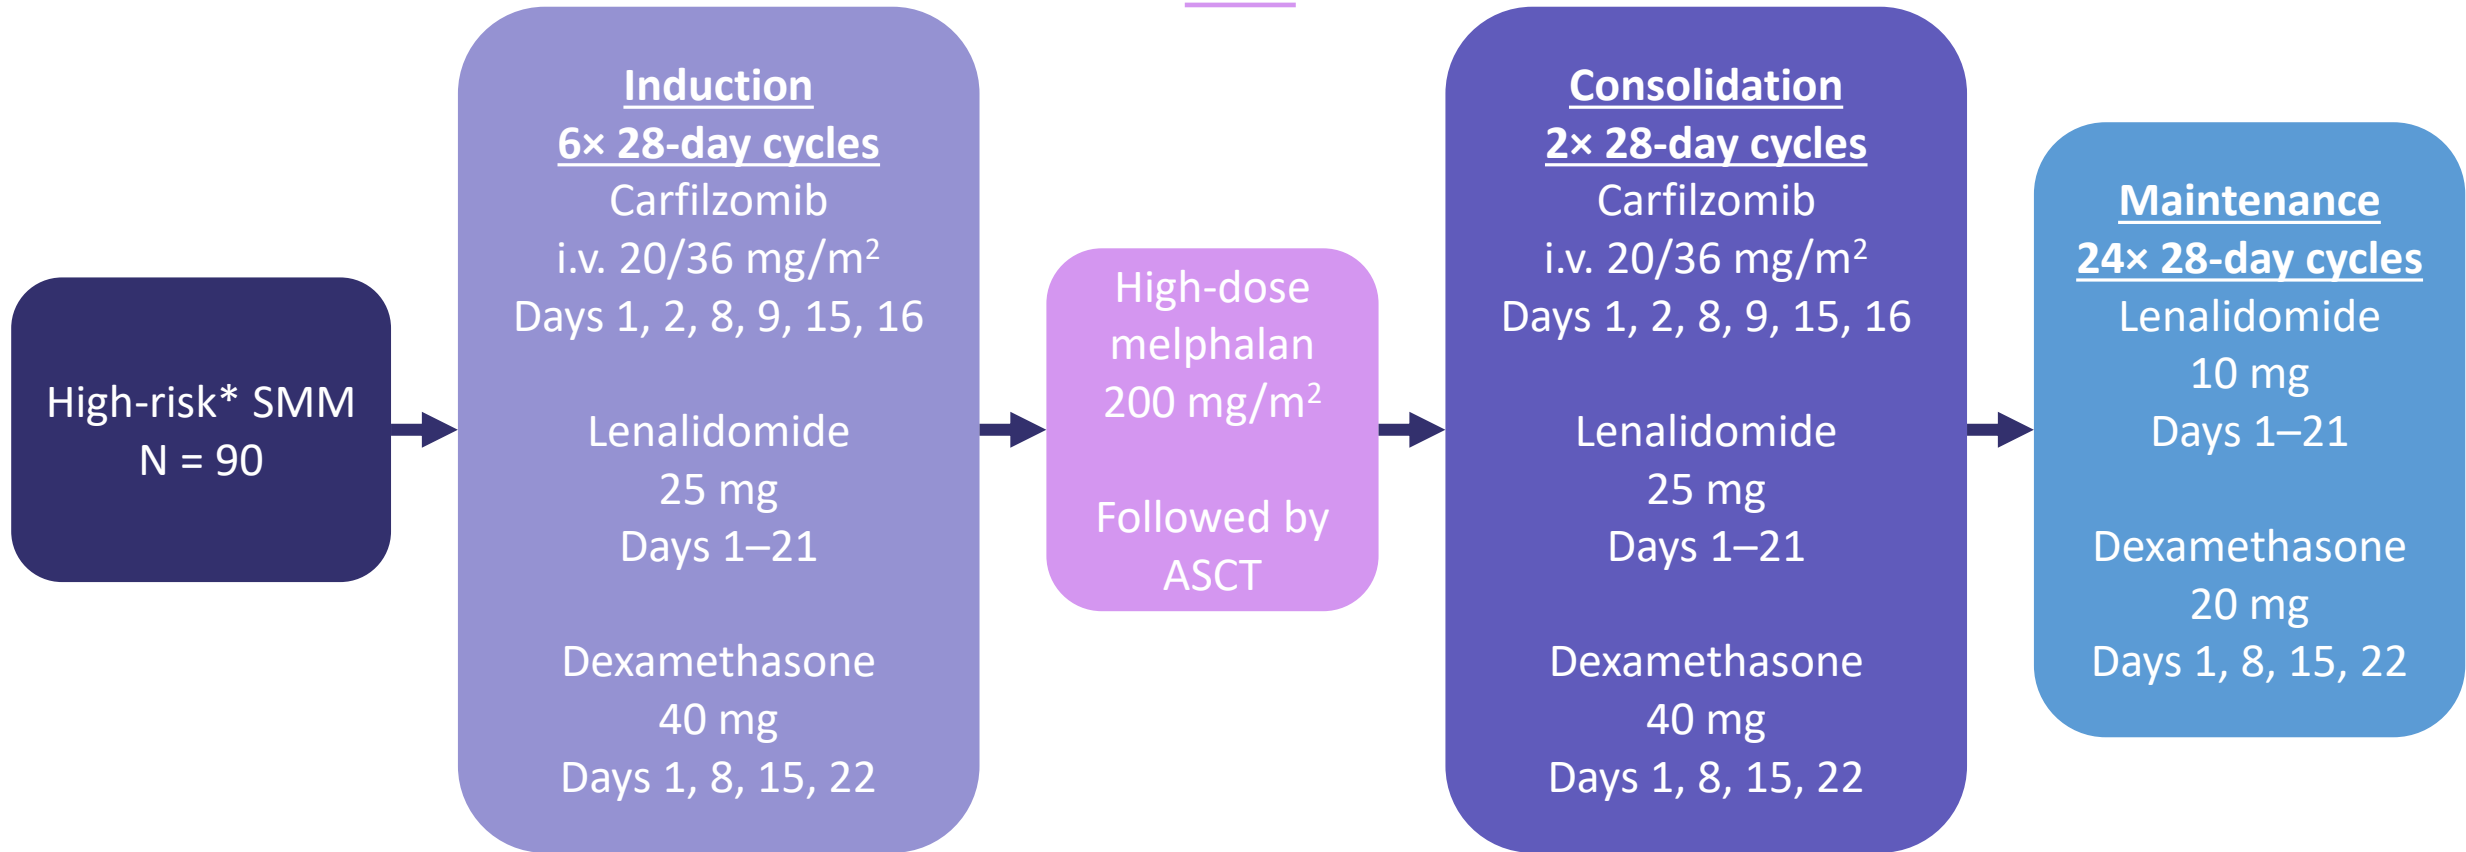 High-risk* SMM
N = 90
Induction
6× 28-day cycles
Carfilzomib
i.v. 20/36 mg/m²
Days 1, 2, 8, 9, 15, 16
Lenalidomide
25 mg
Days 1–21
Dexamethasone
40 mg
Days 1, 8, 15, 22
High-dose
melphalan
200 mg/m²
Followed by
ASCT
Consolidation
2× 28-day cycles
Carfilzomib
i.v. 20/36 mg/m²
Days 1, 2, 8, 9, 15, 16
Lenalidomide
25 mg
Days 1–21
Dexamethasone
40 mg
Days 1, 8, 15, 22
Maintenance
24× 28-day cycles
Lenalidomide
10 mg
Days 1–21
Dexamethasone
20 mg
Days 1, 8, 15, 22